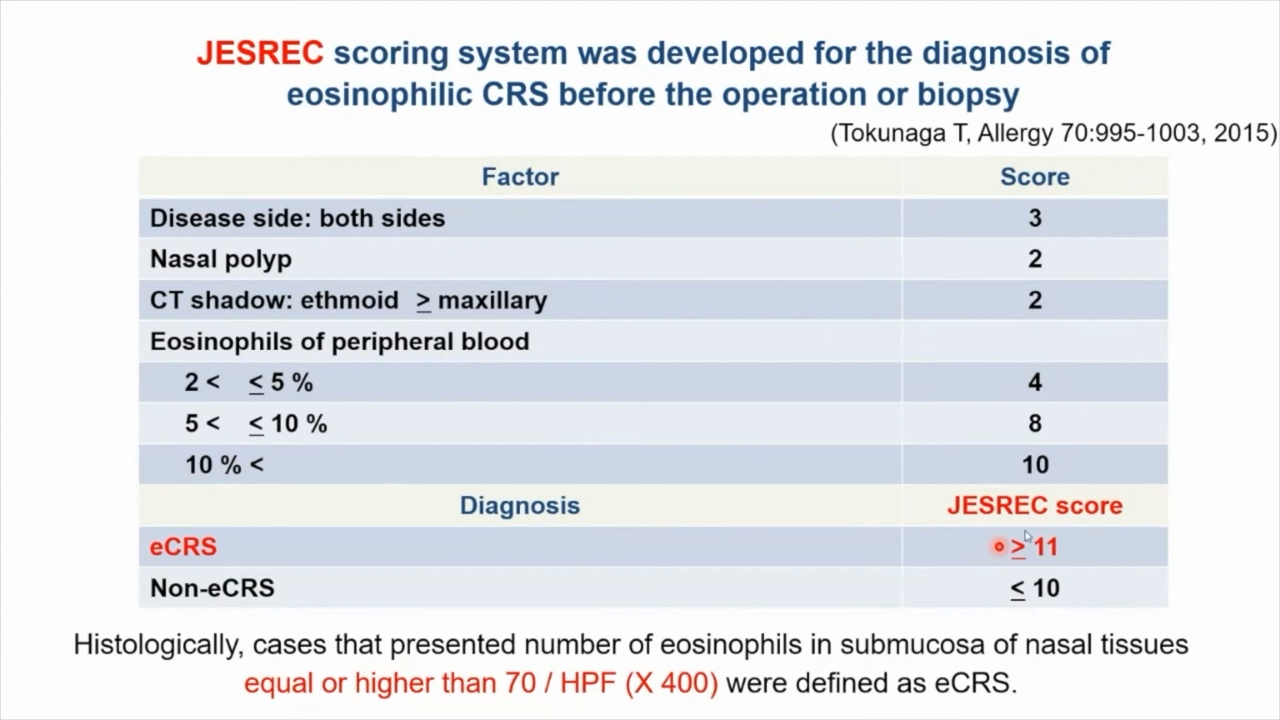 JESREC scoring system was developed for the diagnosis of
eosinophilic CRS before the operation or biopsy
(Tokunaga T, Allergy 70:995-1003, 2015)
Factor Score
Disease side: both sides 3
Nasal polyp 2
CT shadow: ethmoid ≥ maxillary 2
Eosinophils of peripheral blood
2 < ≤ 5 % 4
5 < ≤ 10 % 8
10 % < 10
Diagnosis JESREC score
eCRS ≥ 11
Non-eCRS ≤ 10
Histologically, cases that presented number of eosinophils in submucosa of nasal tissues
equal or higher than 70 / HPF (X 400) were defined as eCRS.